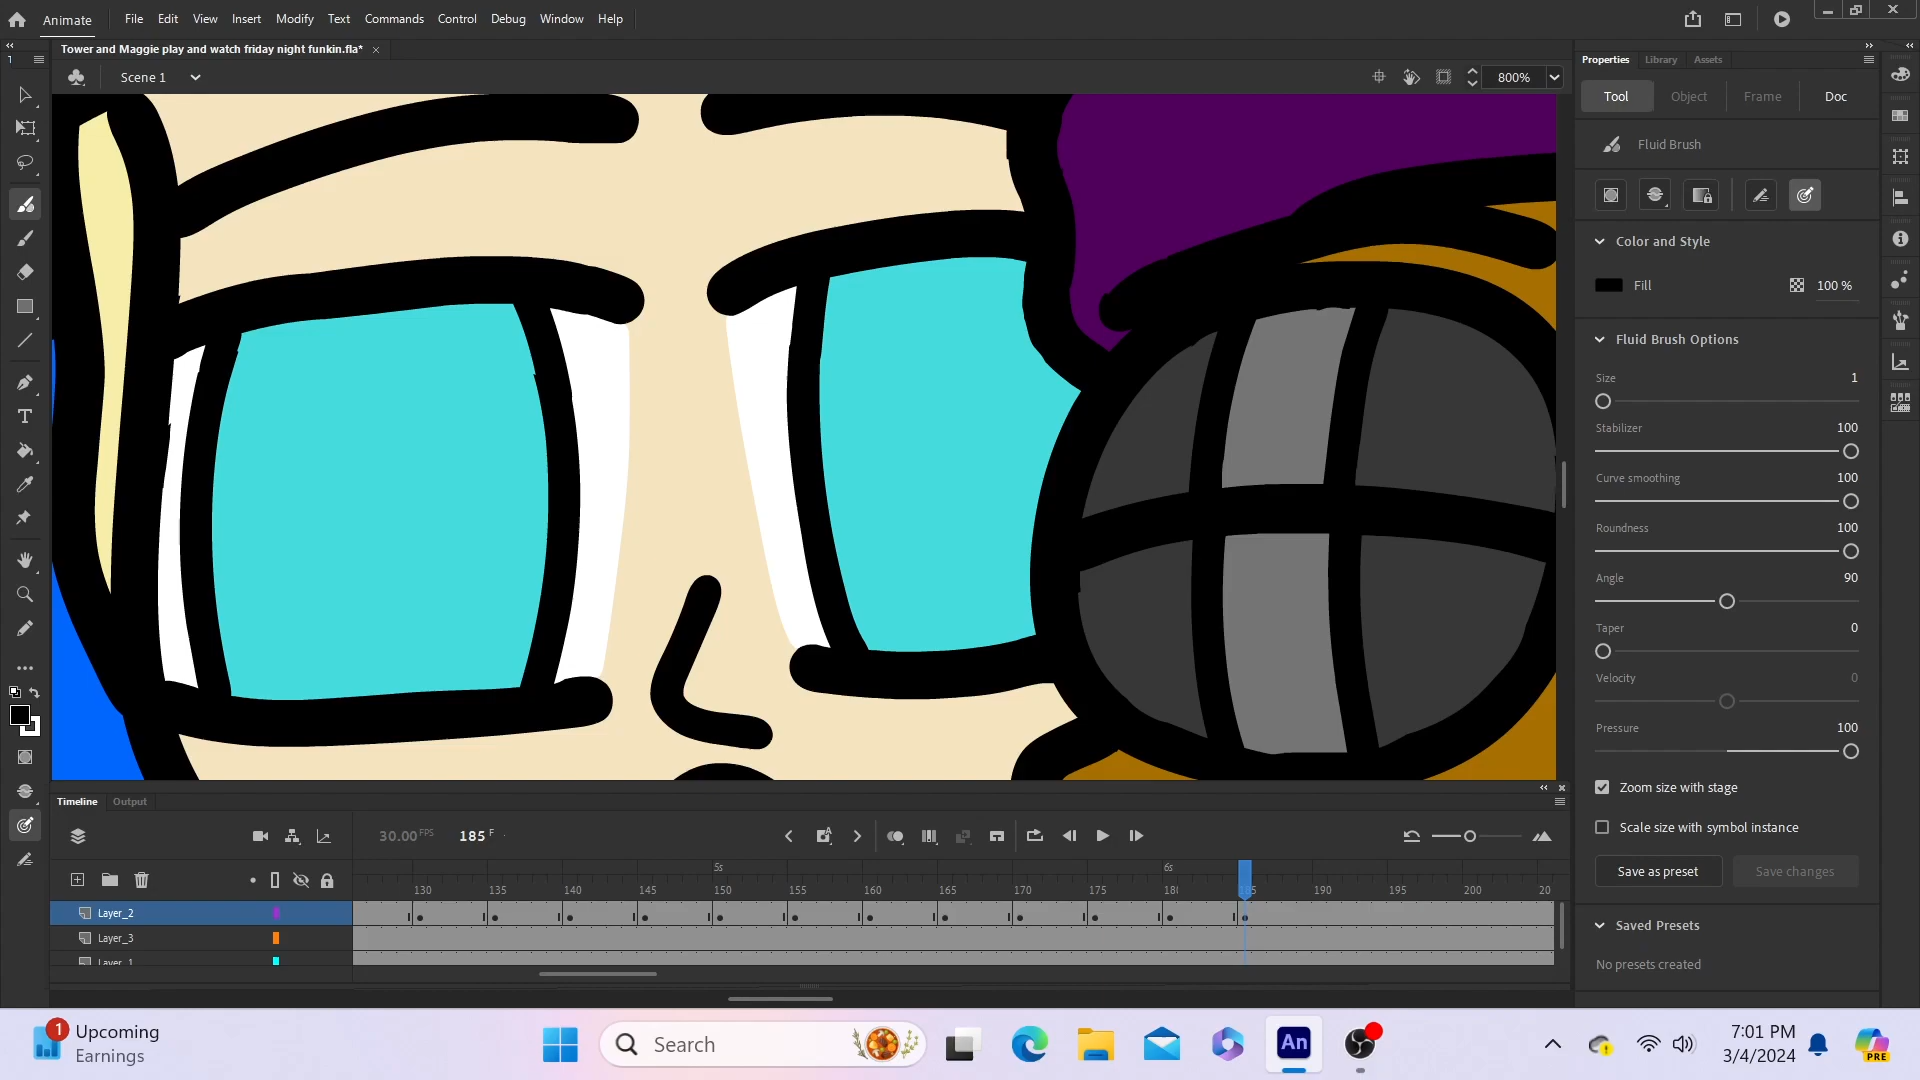 Animate File Edit View Insert Modify Text Commands Control Debug Window Help
Tower and Maggie play and watch friday night funkin.fla*
Scene 1
800%
Properties Library Assets
Tool Object Frame Doc
Fluid Brush
Color and Style
Fill 100 %
Fluid Brush Options
Size 1
Stabilizer 100
Curve smoothing 100
Roundness 100
Angle 90
Taper 0
Velocity 0
Pressure 100
Zoom size with stage
Scale size with symbol instance
Save as preset Save changes
Saved Presets
No presets created
Timeline Output
30.00 FPS 185 F
5s 6s
130 135 140 145 150 155 160 165 170 175 190 195 200 20
Layer_2
Layer_3
Layer_1
1
Upcoming
Earnings
Search
An
PRE
7:01 PM
3/4/2024